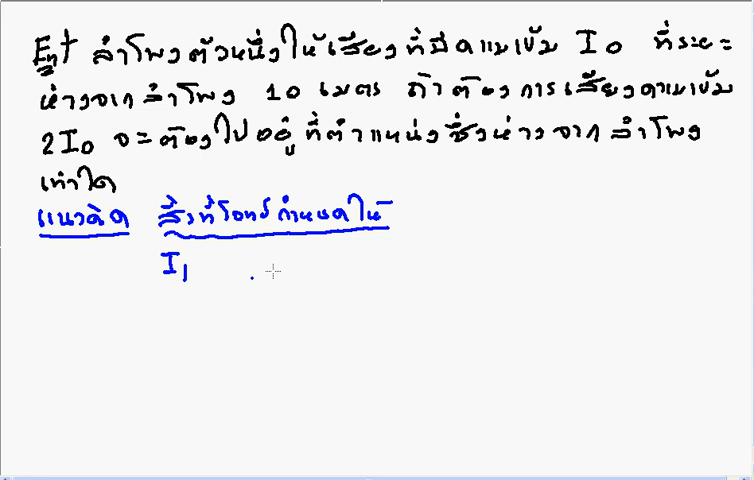 Ent ลำโพงตัวหนึ่งให้เสียงที่มีความเข้ม I0 ที่ระยะ
ห่างจากลำโพง 10 เมตร ถ้าต้องการเสียงความเข้ม
2I0 จะต้องไปอยู่ที่ตำแหน่งซึ่งห่างจากลำโพง
เท่าใด
แนวคิด สิ่งที่โจทย์กำหนดให้
I1